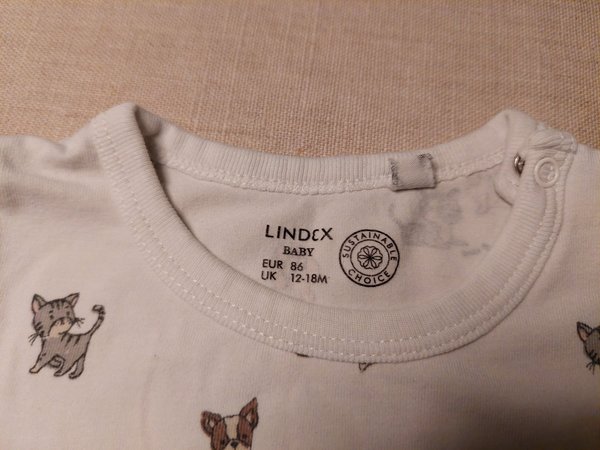 LINDEX
BABY
EUR 86
UK 12-18M
SUSTAINABLE
CHOICE